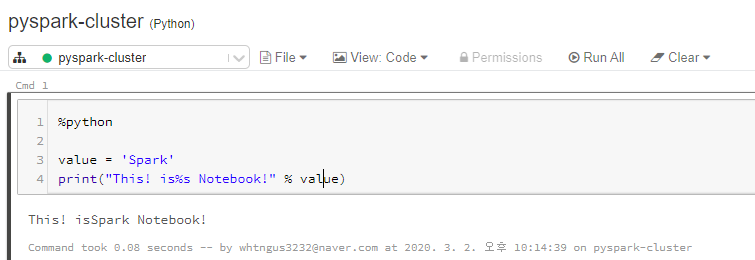 pyspark-cluster (Python)
pyspark-cluster File View: Code Permissions Run All Clear
Cmd 1
1 %python
2
3 value = 'Spark'
4 print("This! is%s Notebook!" % value)
This! isSpark Notebook!
Command took 0.08 seconds -- by whtngus3232@naver.com at 2020. 3. 2. 오후 10:14:39 on pyspark-cluster